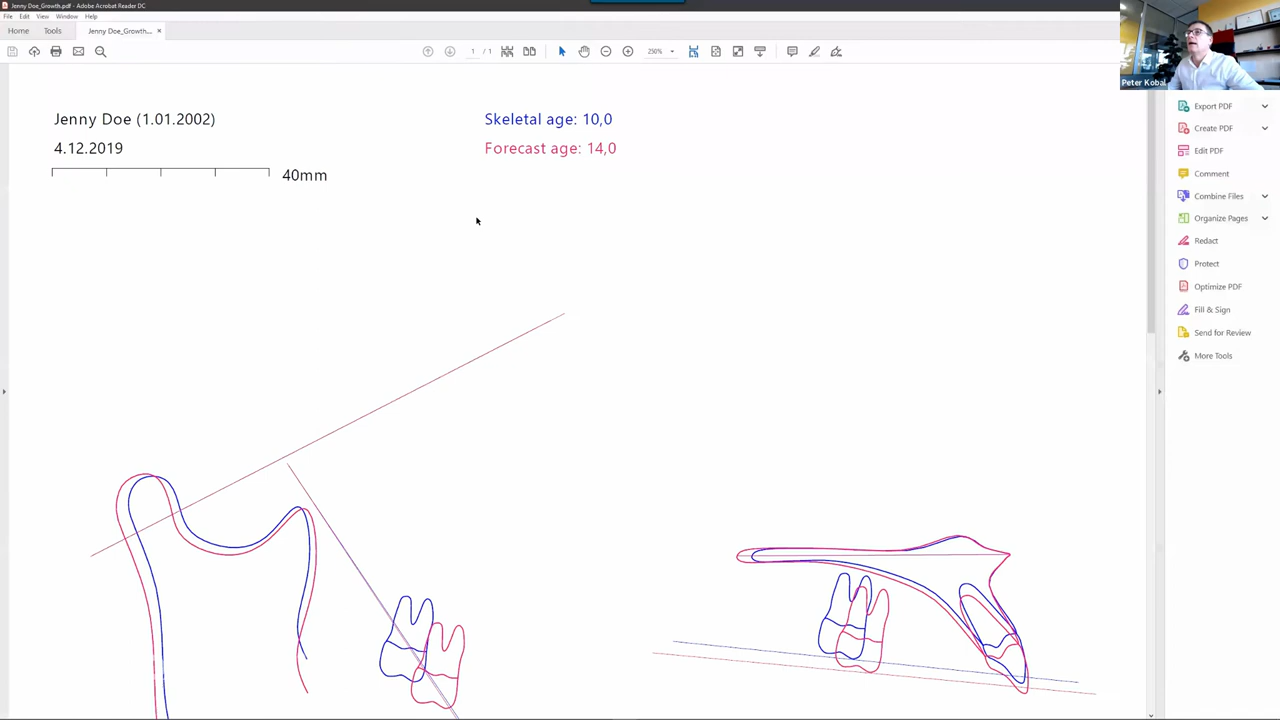 Jenny Doe_Growth.pdf - Adobe Acrobat Reader DC
File Edit View Window Help
Home Tools Jenny Doe_Growth... ×
1 / 1 250%
Peter Kobal
Jenny Doe (1.01.2002) Skeletal age: 10,0
4.12.2019 Forecast age: 14,0
40mm
Export PDF
Create PDF
Edit PDF
Comment
Combine Files
Organize Pages
Redact
Protect
Optimize PDF
Fill & Sign
Send for Review
More Tools